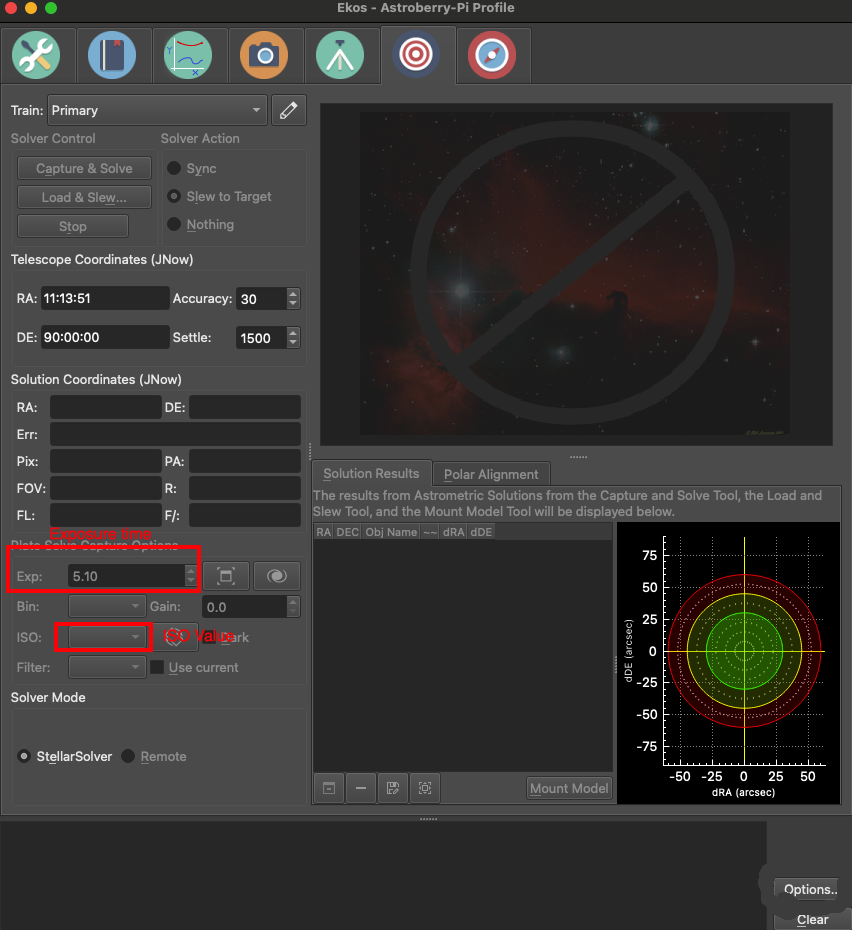 Ekos - Astroberry-Pi Profile
Train: Primary
Solver Control Solver Action
Capture & Solve Sync
Load & Slew... Slew to Target
Stop Nothing
Telescope Coordinates (JNow)
RA: 11:13:51 Accuracy: 30
DE: 90:00:00 Settle: 1500
Solution Coordinates (JNow)
RA: DE:
Err:
Pix: PA:
FOV: R:
FL: F/:
Exposure time
Plate Solve Capture Options
Exp: 5.10
Bin: Gain: 0.0
ISO: ISO Value Dark
Filter: Use current
Solver Mode
StellarSolver Remote
Solution Results Polar Alignment
The results from Astrometric Solutions from the Capture and Solve Tool, the Load and
Slew Tool, and the Mount Model Tool will be displayed below.
RA DEC Obj Name ~~ dRA dDE
Mount Model
75
50
25
0
-25
-50
-75
dDE (arcsec)
-50 -25 0 25 50
dRA (arcsec)
Options..
Clear